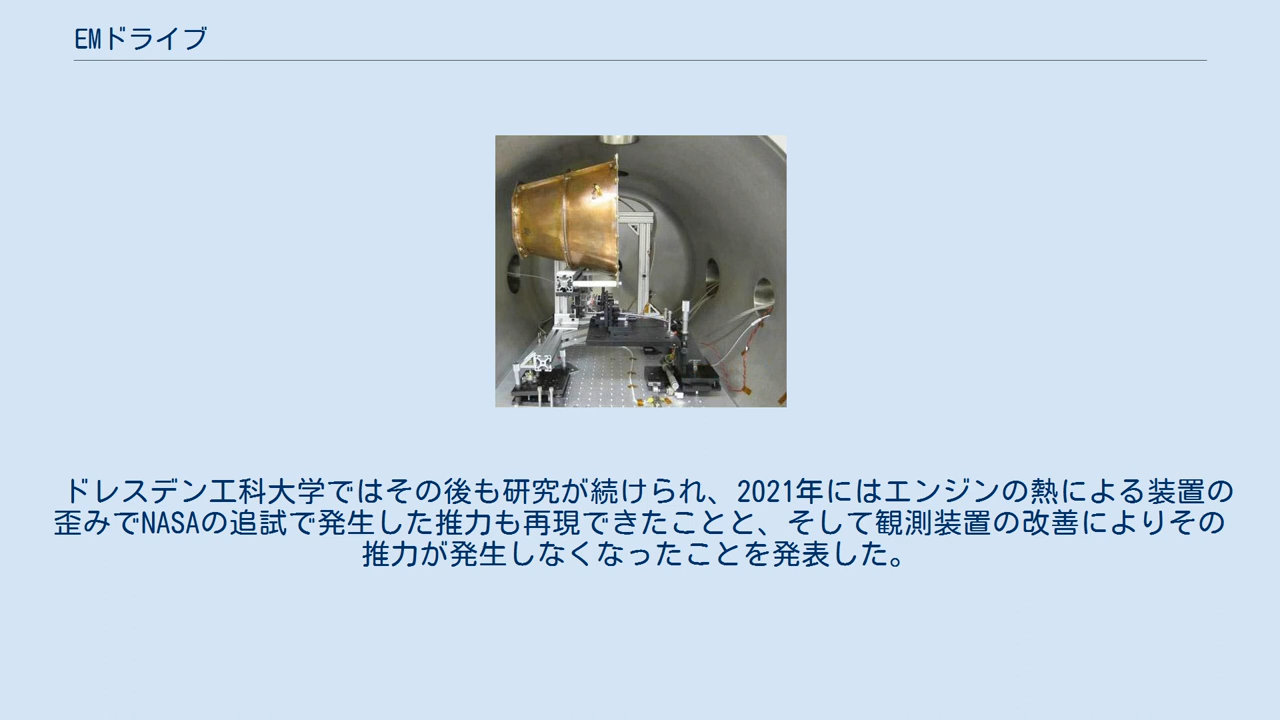 EMドライブ
ドレスデン工科大学ではその後も研究が続けられ、2021年にはエンジンの熱による装置の
歪みでNASAの追試で発生した推力も再現できたことと、そして観測装置の改善によりその
推力が発生しなくなったことを発表した。